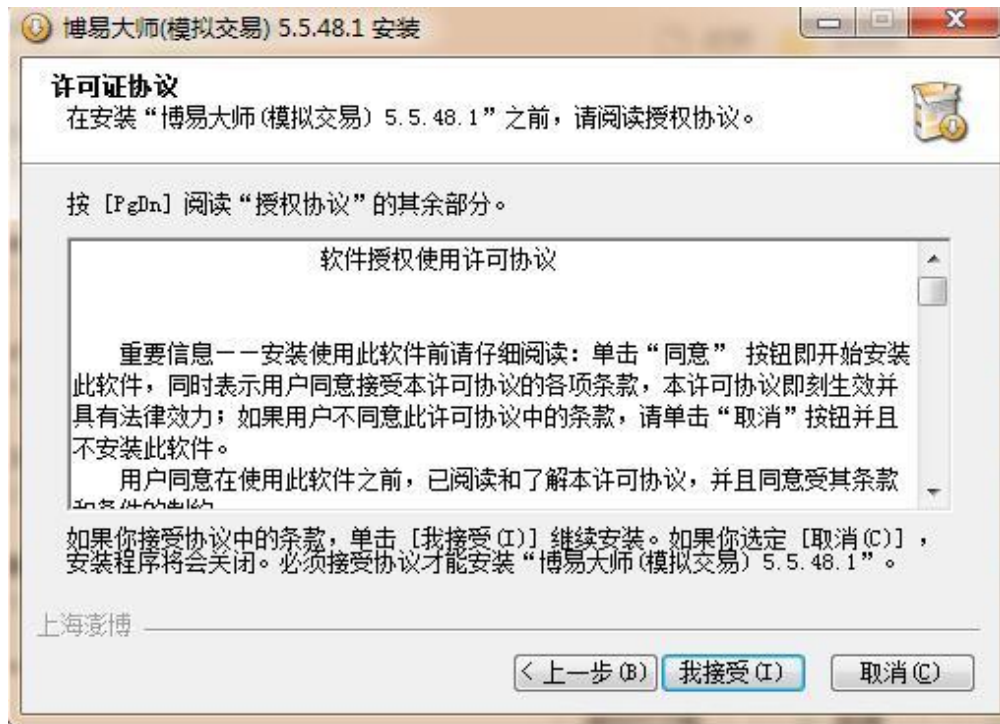 博易大师(模拟交易) 5.5.48.1 安装
许可证协议
在安装“博易大师(模拟交易) 5.5.48.1”之前，请阅读授权协议。
按 [PgDn] 阅读“授权协议”的其余部分。
软件授权使用许可协议
重要信息－－安装使用此软件前请仔细阅读：单击“同意” 按钮即开始安装
此软件，同时表示用户同意接受本许可协议的各项条款，本许可协议即刻生效并
具有法律效力；如果用户不同意此许可协议中的条款，请单击“取消”按钮并且
不安装此软件。
用户同意在使用此软件之前，已阅读和了解本许可协议，并且同意受其条款
和条件的制约
如果你接受协议中的条款，单击 [我接受(I)] 继续安装。如果你选定 [取消(C)] ，
安装程序将会关闭。必须接受协议才能安装“博易大师(模拟交易) 5.5.48.1”。
上海澎博
< 上一步(B) 我接受(I) 取消(C)